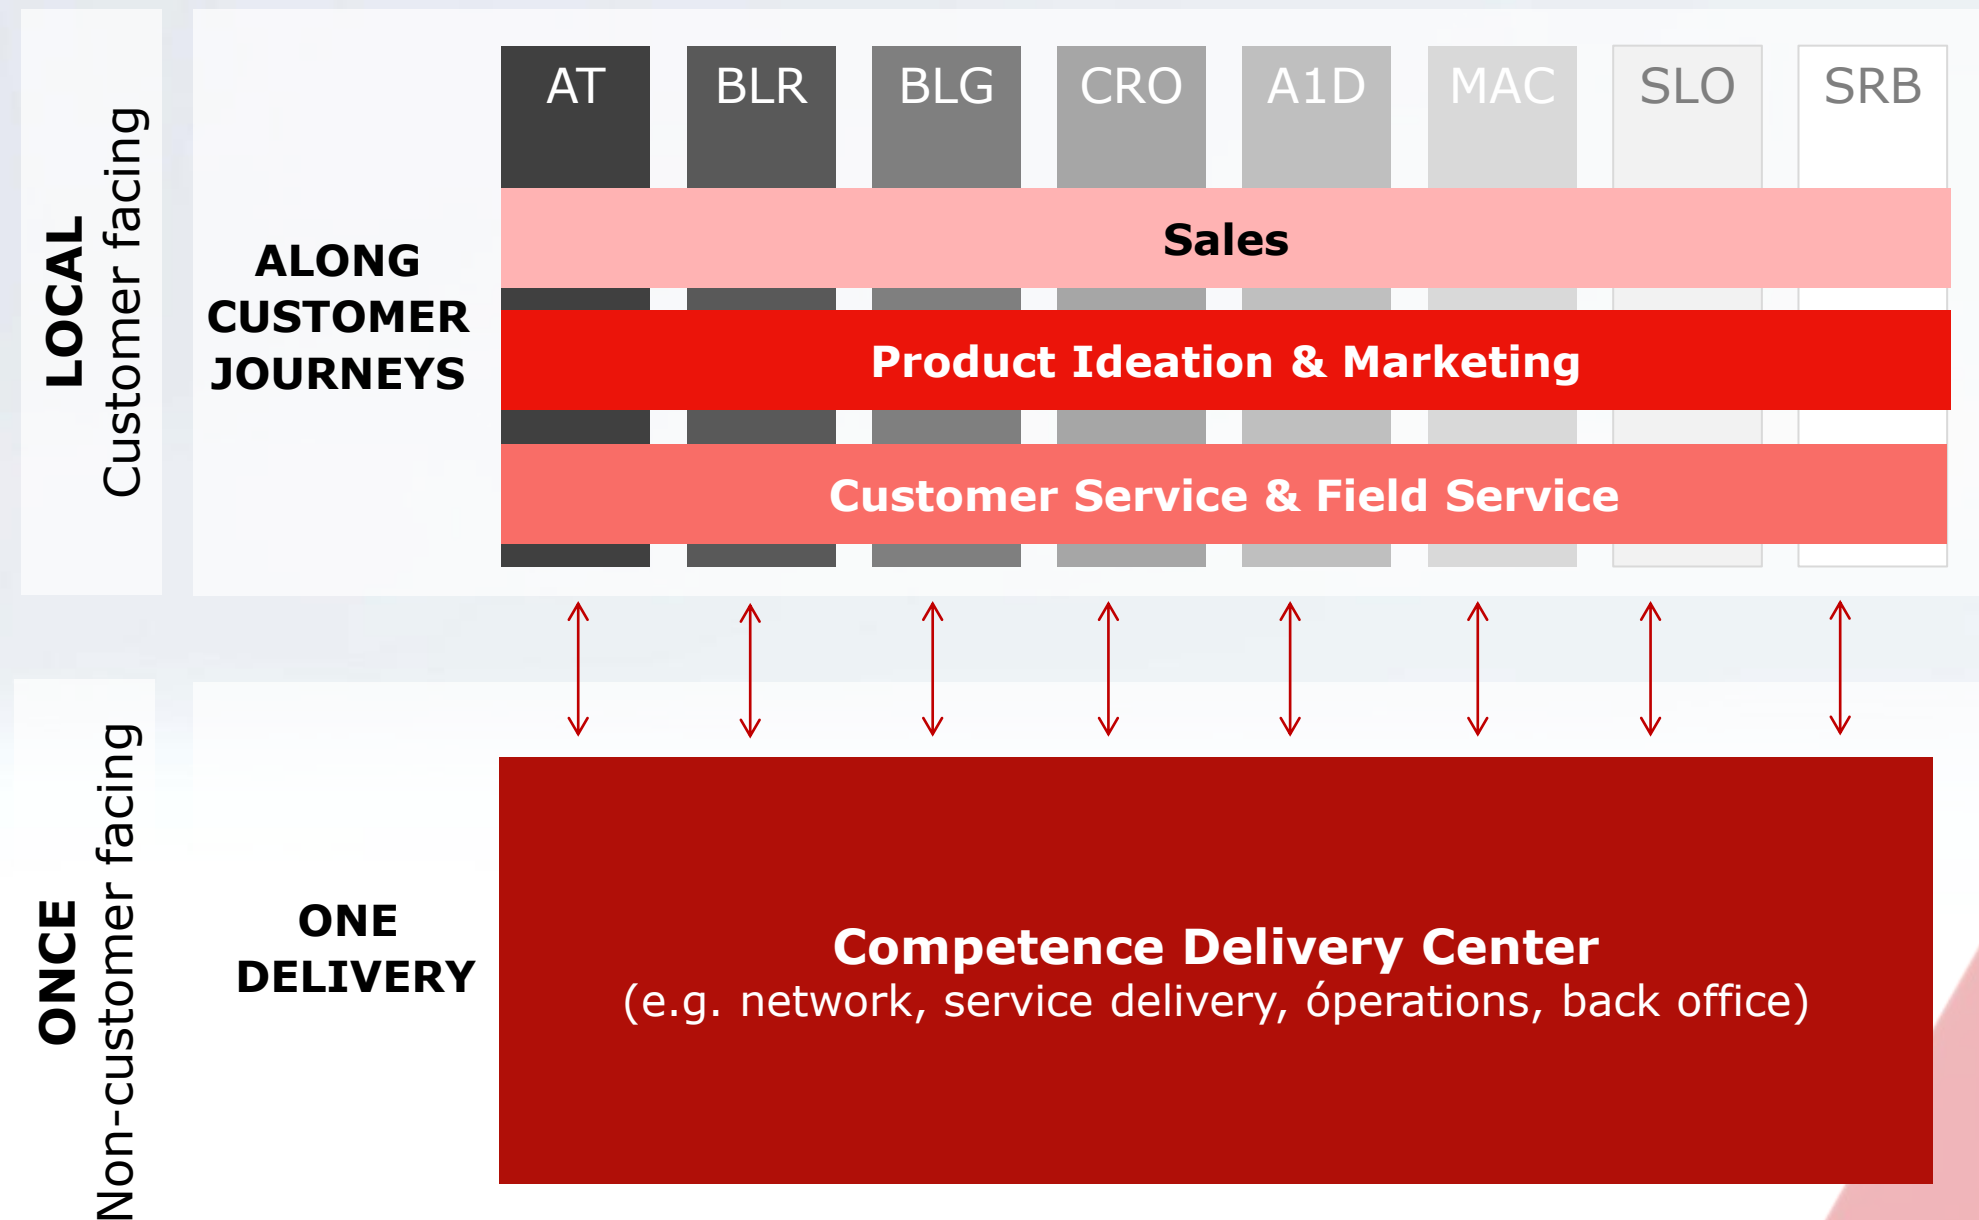 LOCAL
Customer facing
ALONG
CUSTOMER
JOURNEYS
AT
BLR
BLG
CRO
A1D
MAC
SLO
SRB
Sales
Product Ideation & Marketing
Customer Service & Field Service
ONCE
Non-customer facing
ONE
DELIVERY
Competence Delivery Center
(e.g. network, service delivery, óperations, back office)